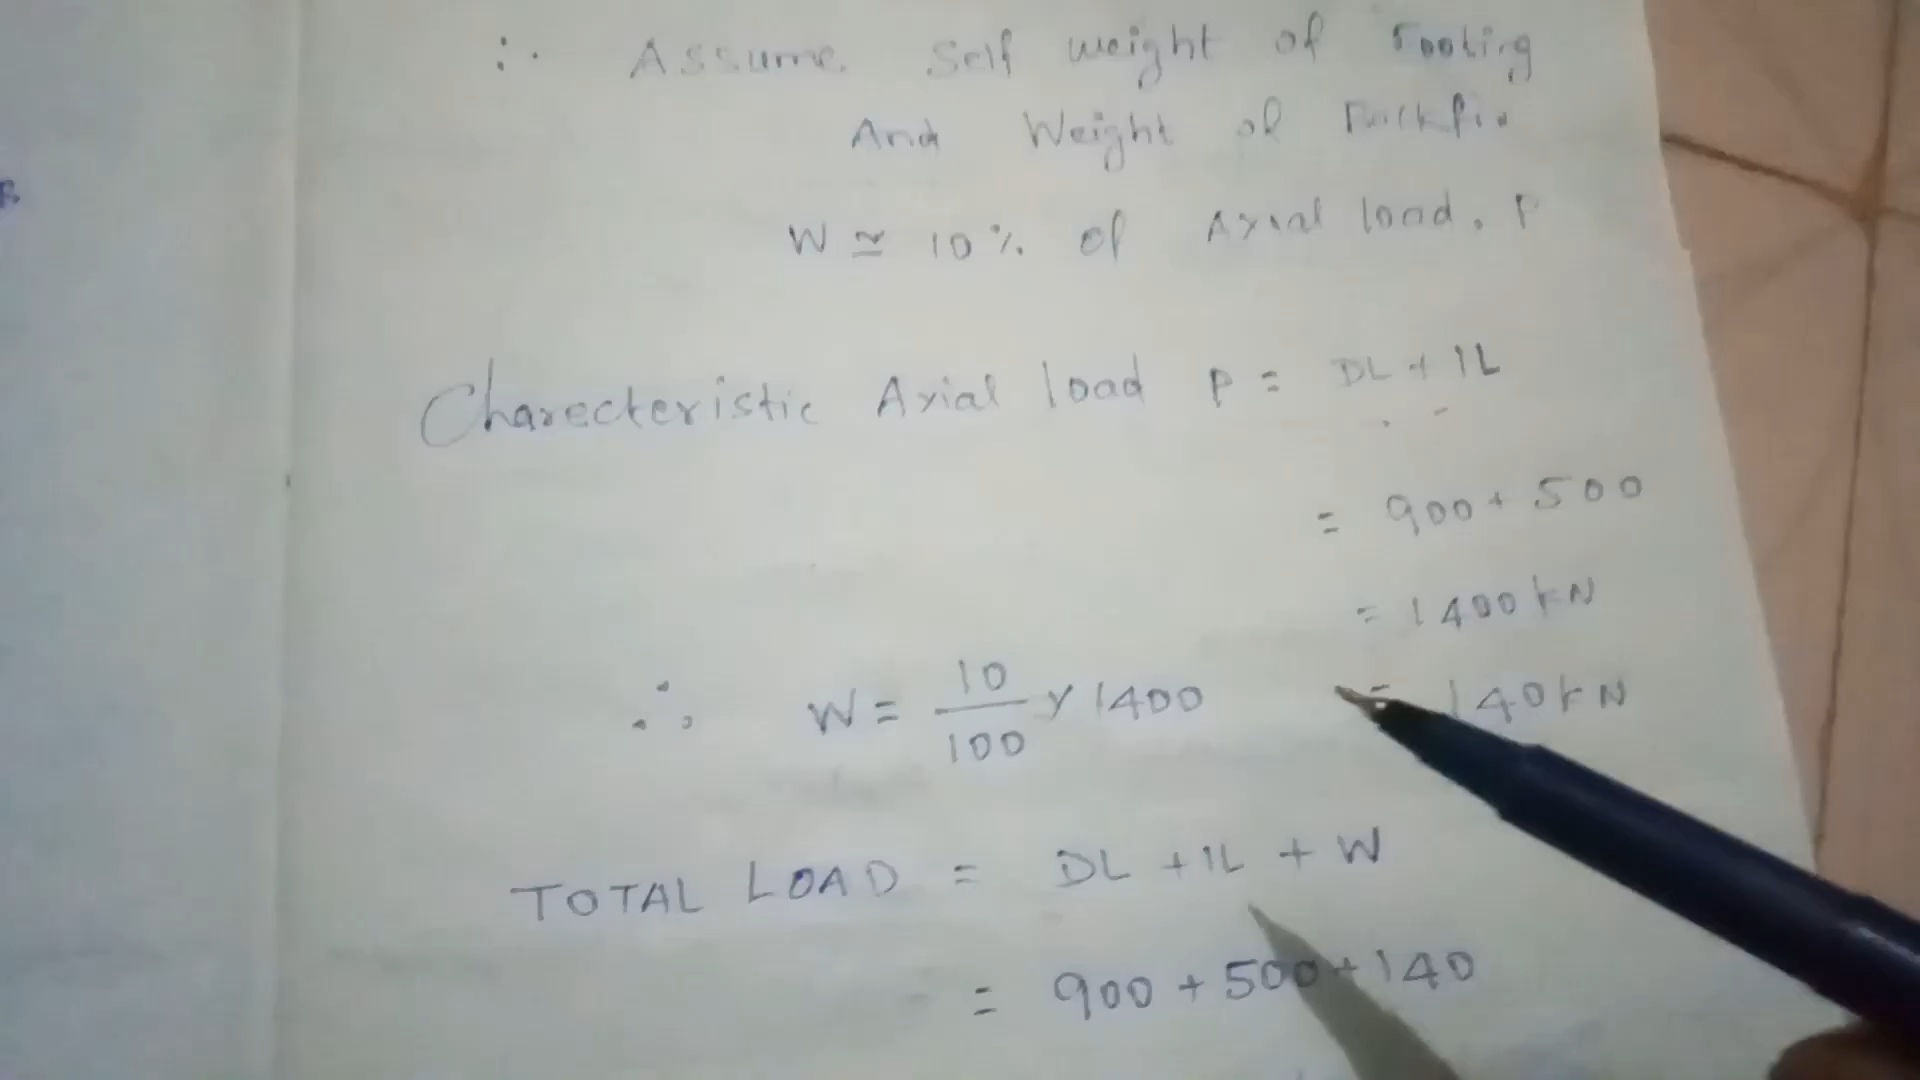 ∴ Assume Self weight of Footing
And Weight of Backfill
W ≅ 10% of Axial load, P
Charecteristic Axial load P = DL + IL
= 900 + 500
= 1400 kN
∴ W = 10/100 x 1400 = 140 kN
TOTAL LOAD = DL + IL + W
= 900 + 500 + 140